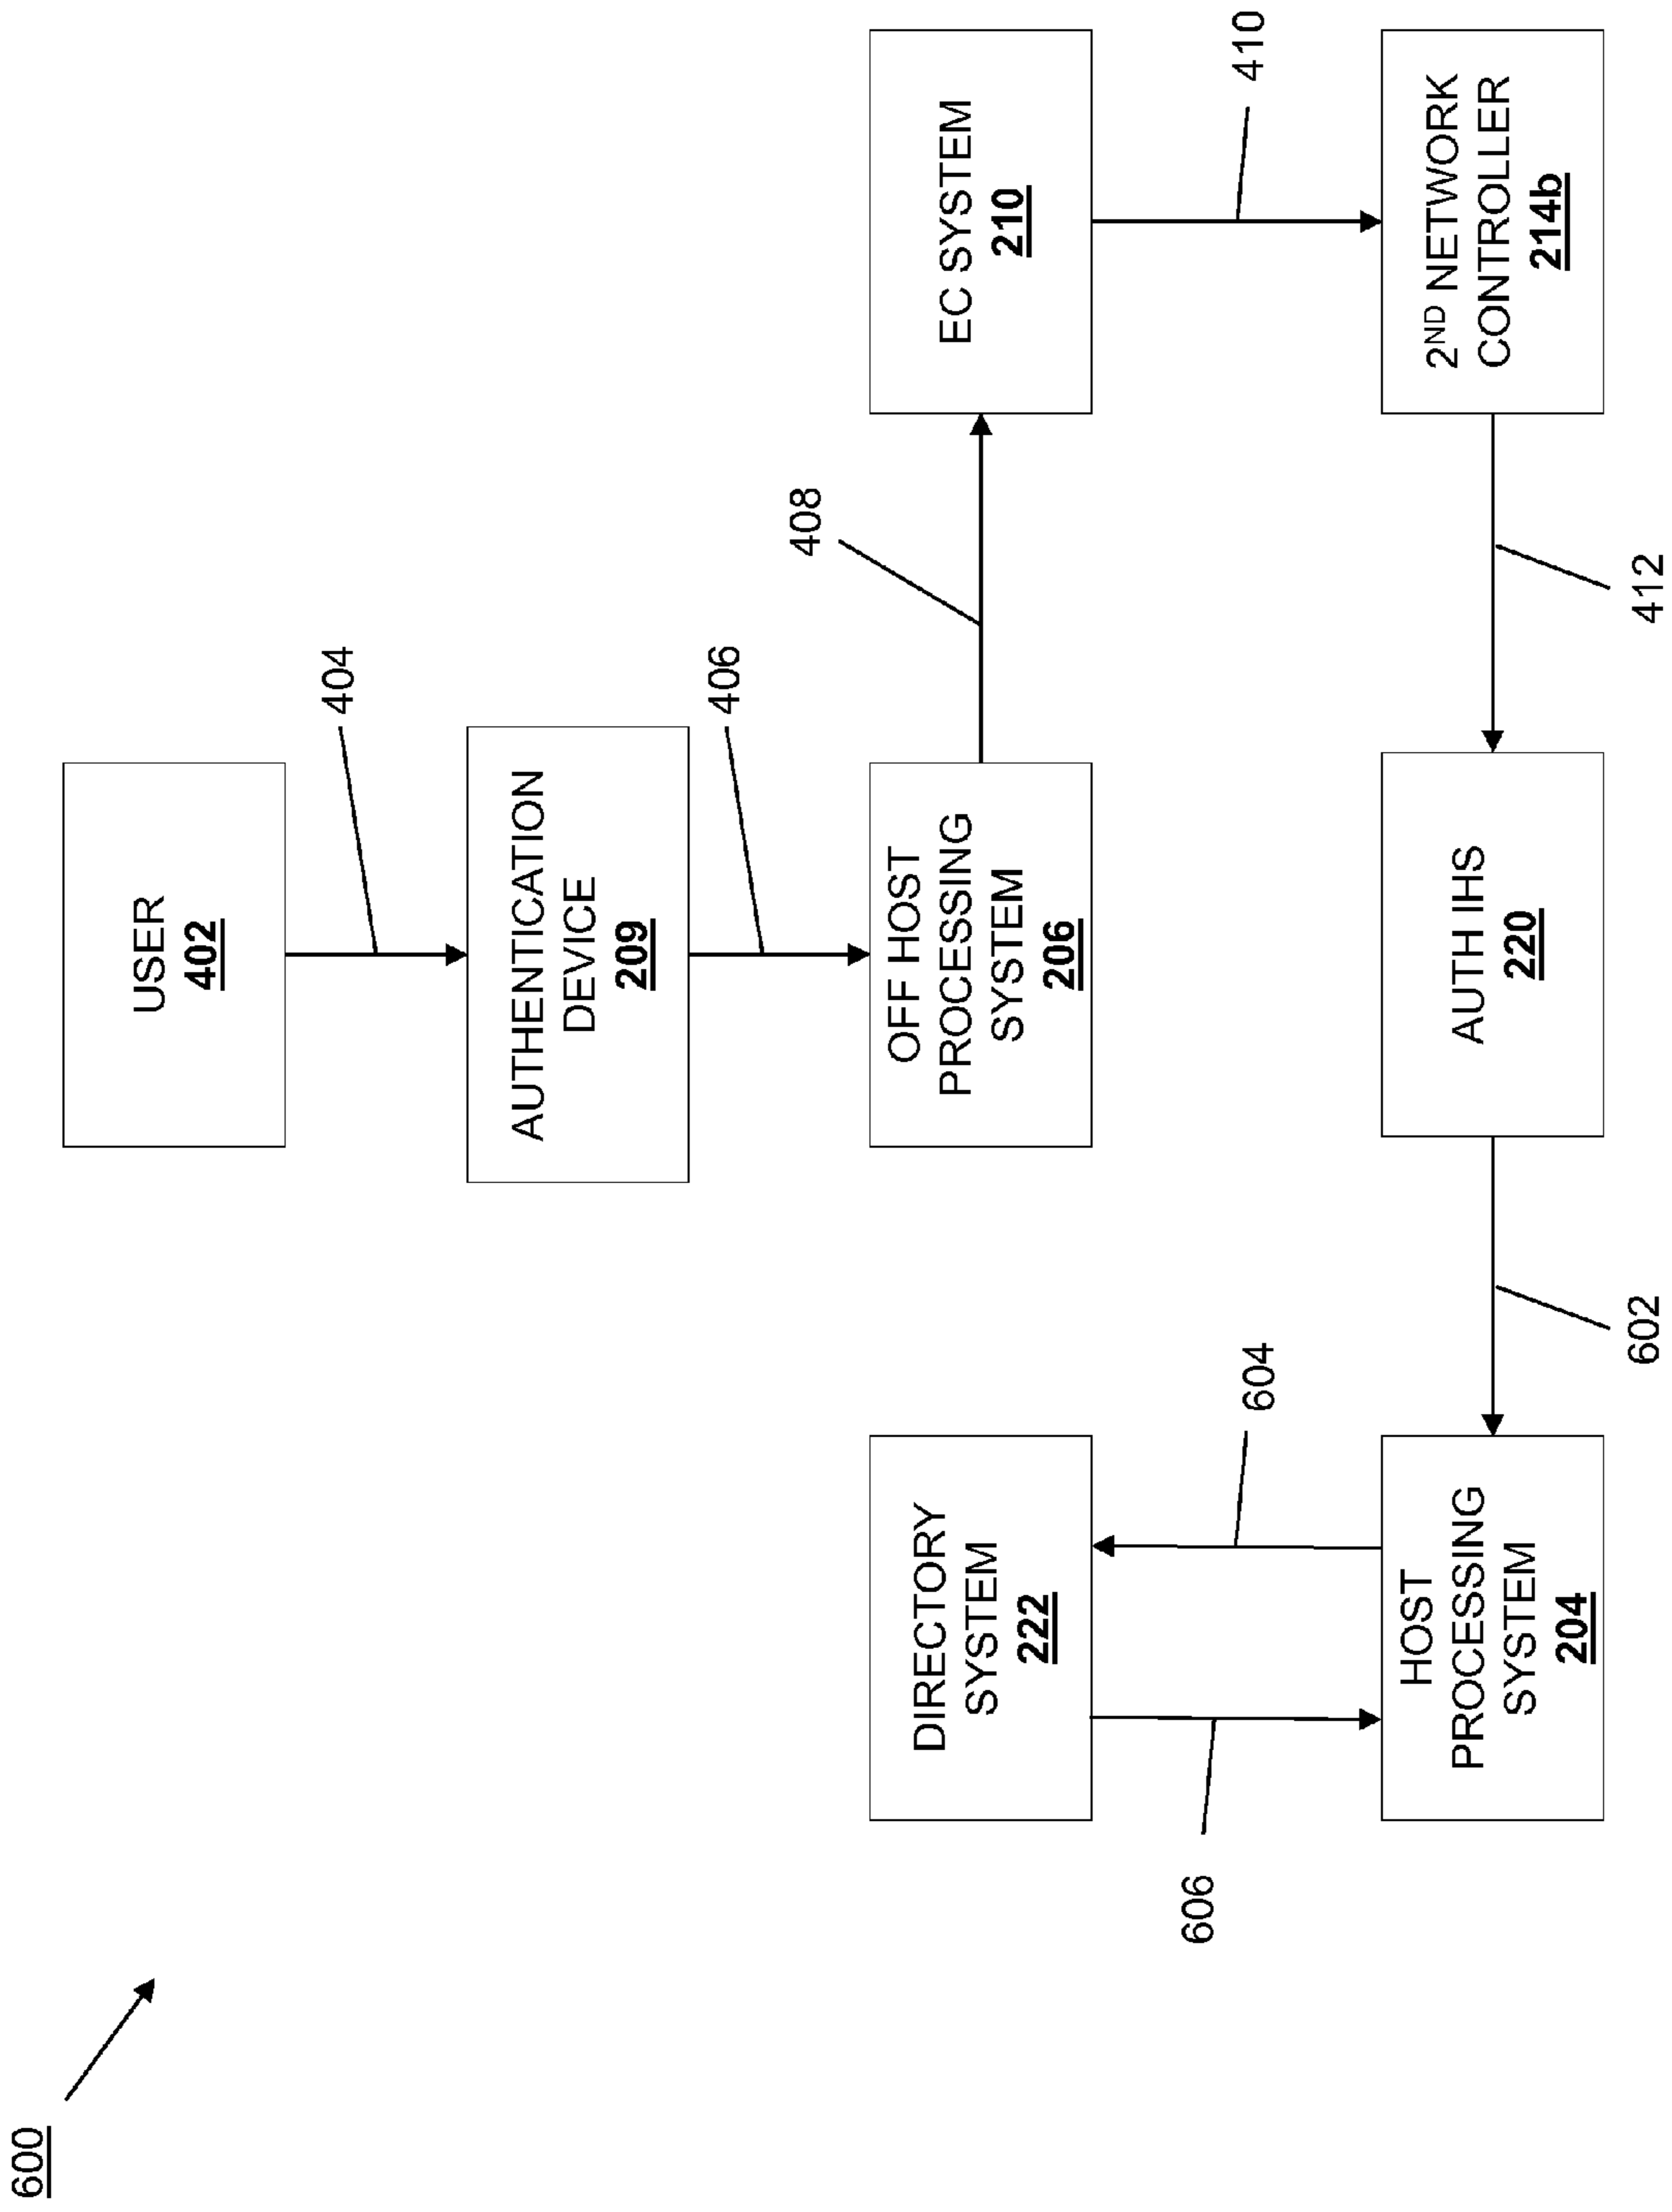 600
USER
402
404
AUTHENTICATION
DEVICE
209
406
OFF HOST
PROCESSING
SYSTEM
206
408
EC SYSTEM
210
410
2ND NETWORK
CONTROLLER
214b
412
AUTH IHS
220
602
HOST
PROCESSING
SYSTEM
204
604
DIRECTORY
SYSTEM
222
606